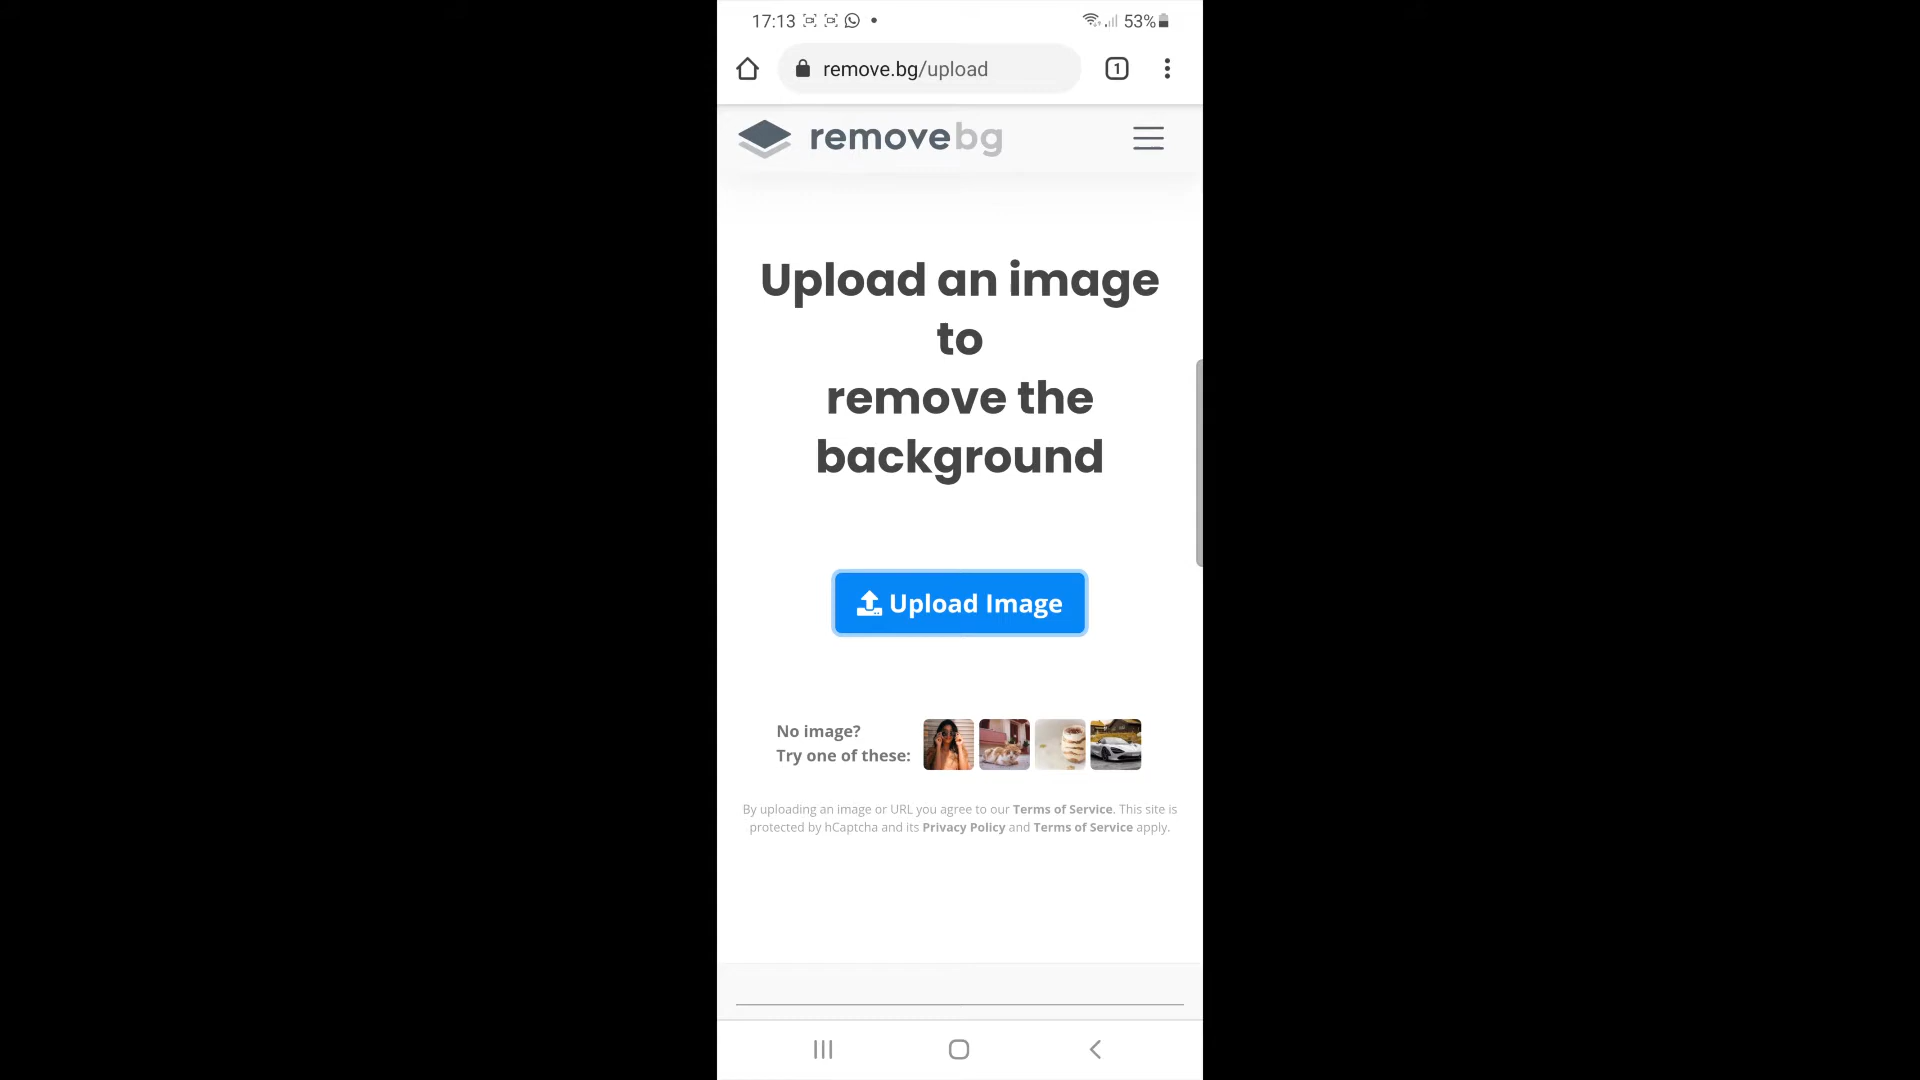 17:13 53%
remove.bg/upload 1
removebg
Upload an image
to
remove the
background
Upload Image
No image?
Try one of these:
By uploading an image or URL you agree to our Terms of Service. This site is
protected by hCaptcha and its Privacy Policy and Terms of Service apply.